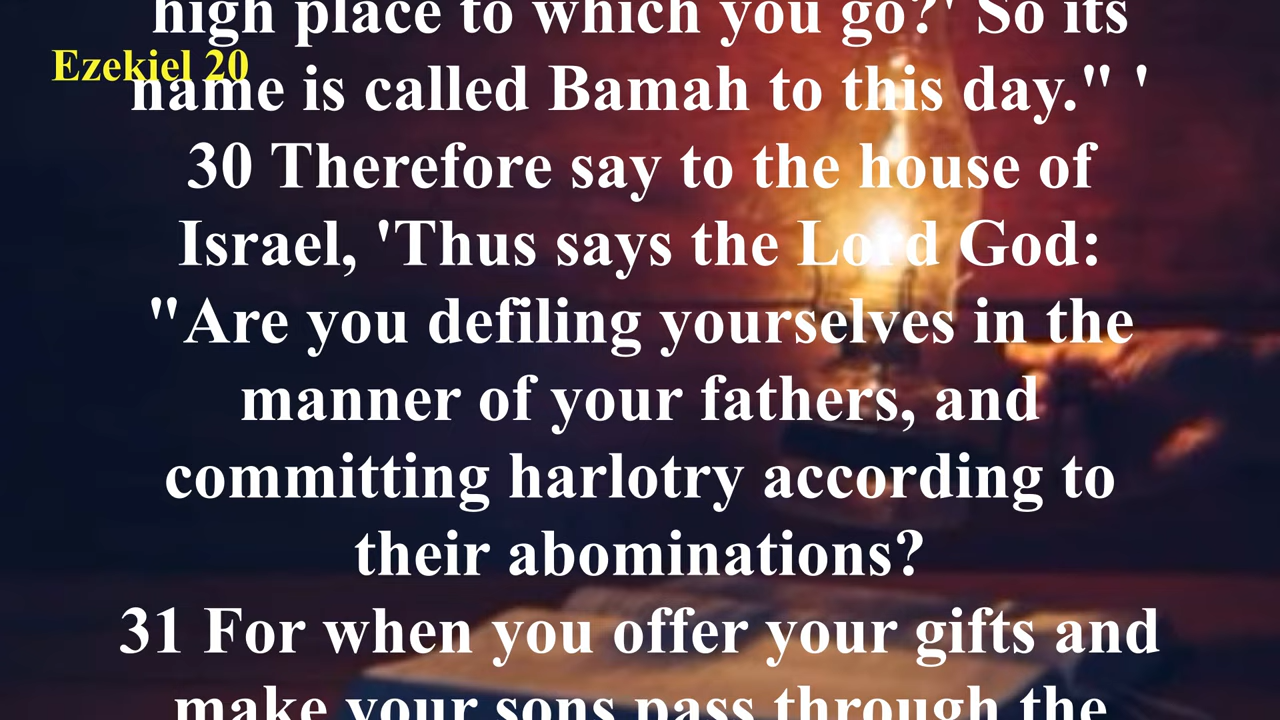 high place to which you go?' So its
Ezekiel 20
name is called Bamah to this day." '
30 Therefore say to the house of
Israel, 'Thus says the Lord God:
"Are you defiling yourselves in the
manner of your fathers, and
committing harlotry according to
their abominations?
31 For when you offer your gifts and
make your sons pass through the